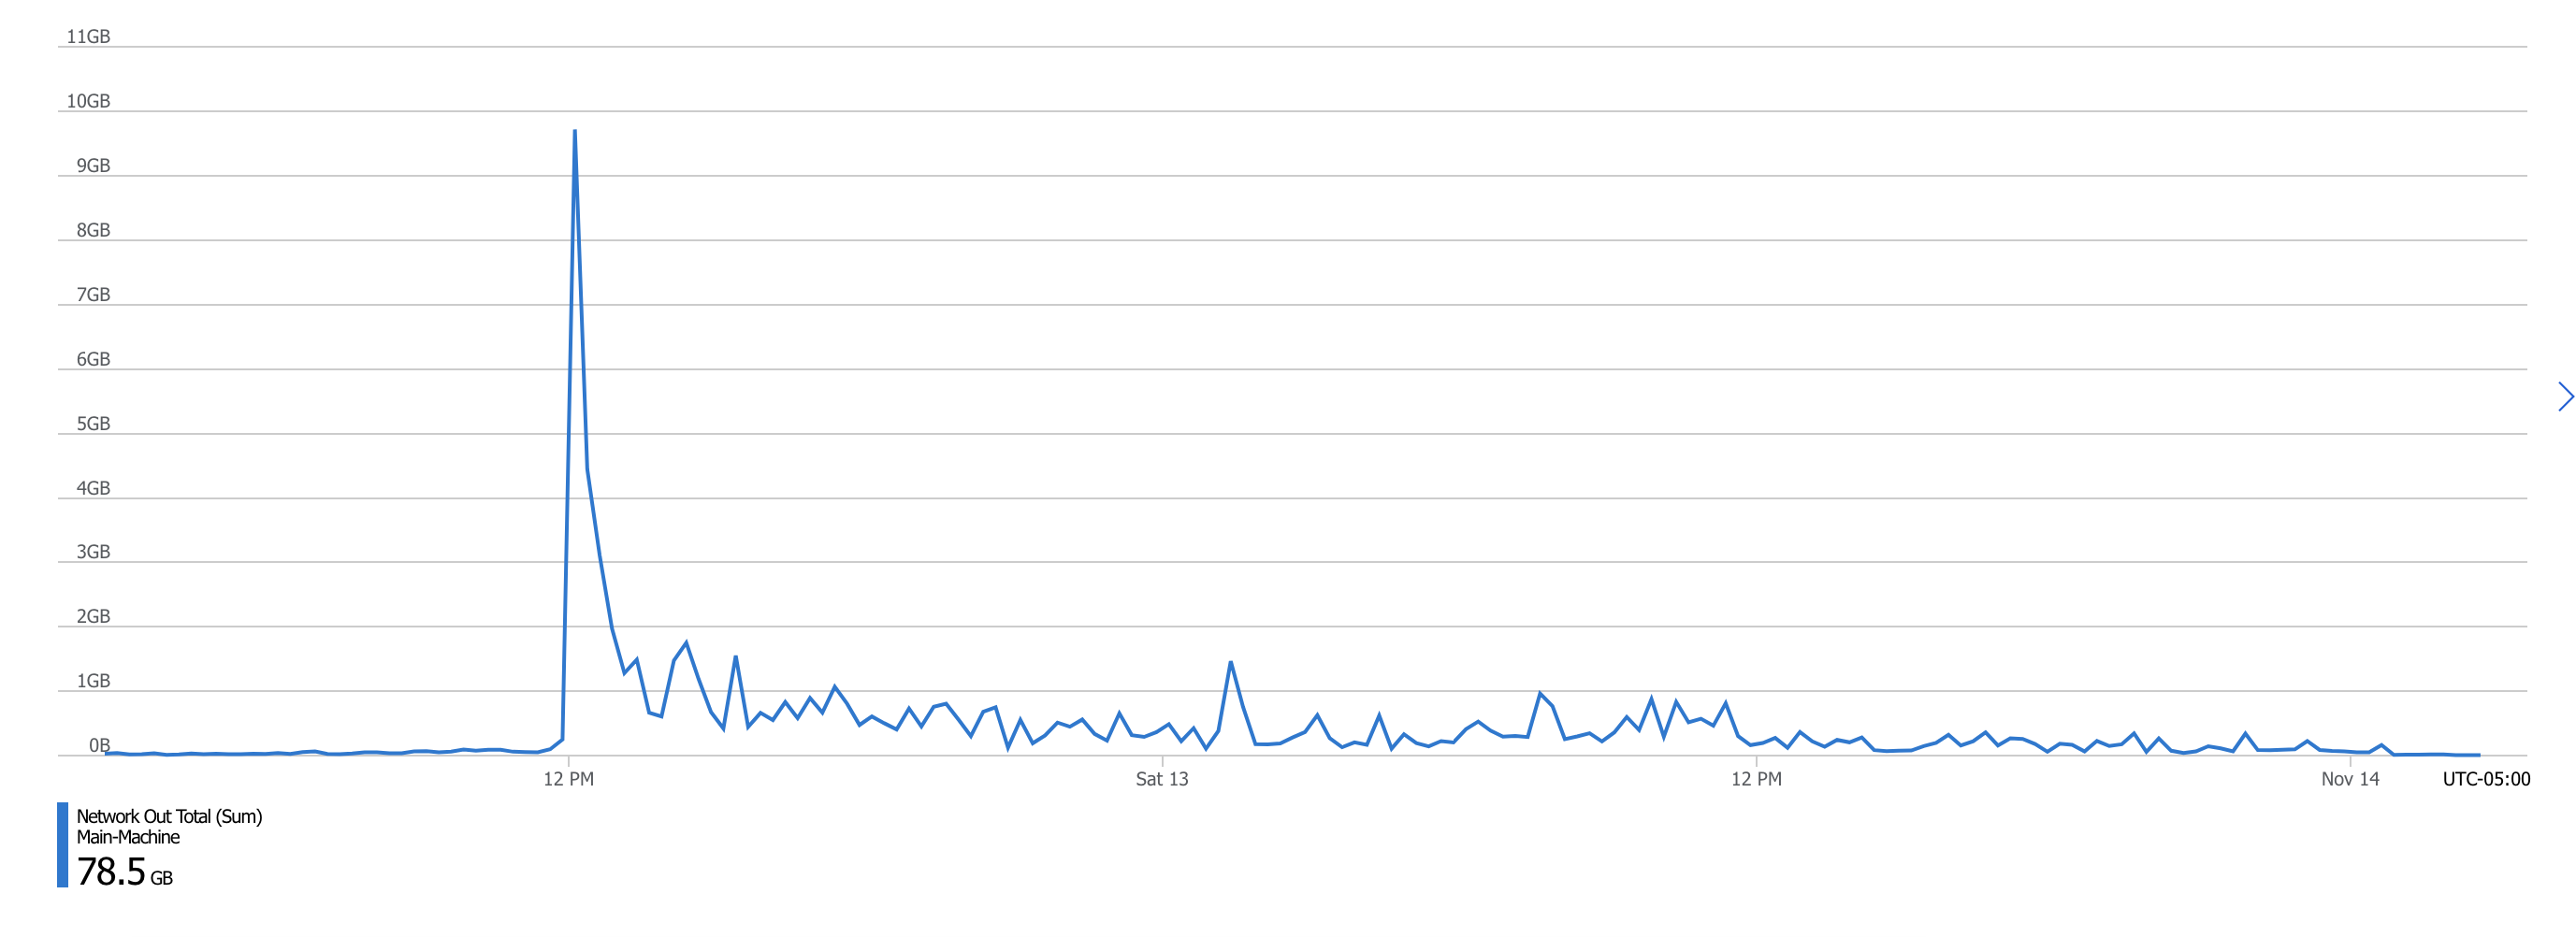 11GB
10GB
9GB
8GB
7GB
6GB
5GB
4GB
3GB
2GB
1GB
0B
12 PM Sat 13 12 PM Nov 14 UTC-05:00
Network Out Total (Sum)
Main-Machine
78.5 GB